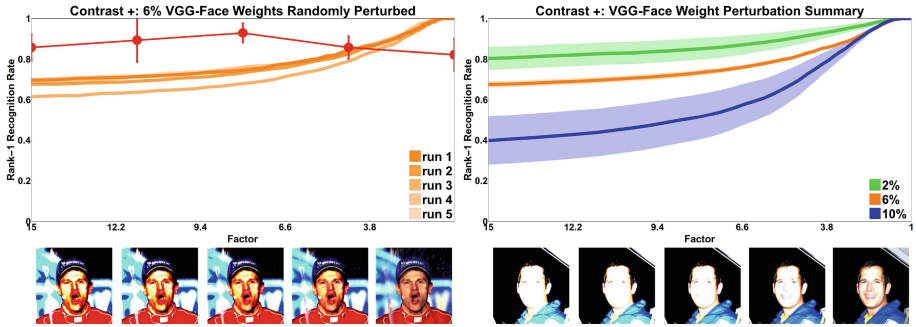 Contrast +: 6% VGG-Face Weights Randomly Perturbed
Rank-1 Recognition Rate
1
0.8
0.6
0.4
0.2
0
15
12.2
9.4
6.6
3.8
Factor
run 1
run 2
run 3
run 4
run 5
Contrast +: VGG-Face Weight Perturbation Summary
Rank-1 Recognition Rate
1
0.8
0.6
0.4
0.2
0
15
12.2
9.4
6.6
3.8
1
Factor
2%
6%
10%